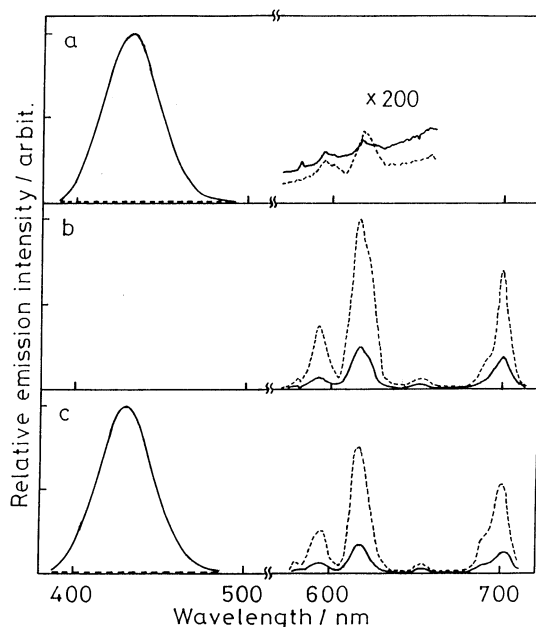 a
× 200
b
c
400
500
600
700
Wavelength / nm
Relative emission intensity / arbit.